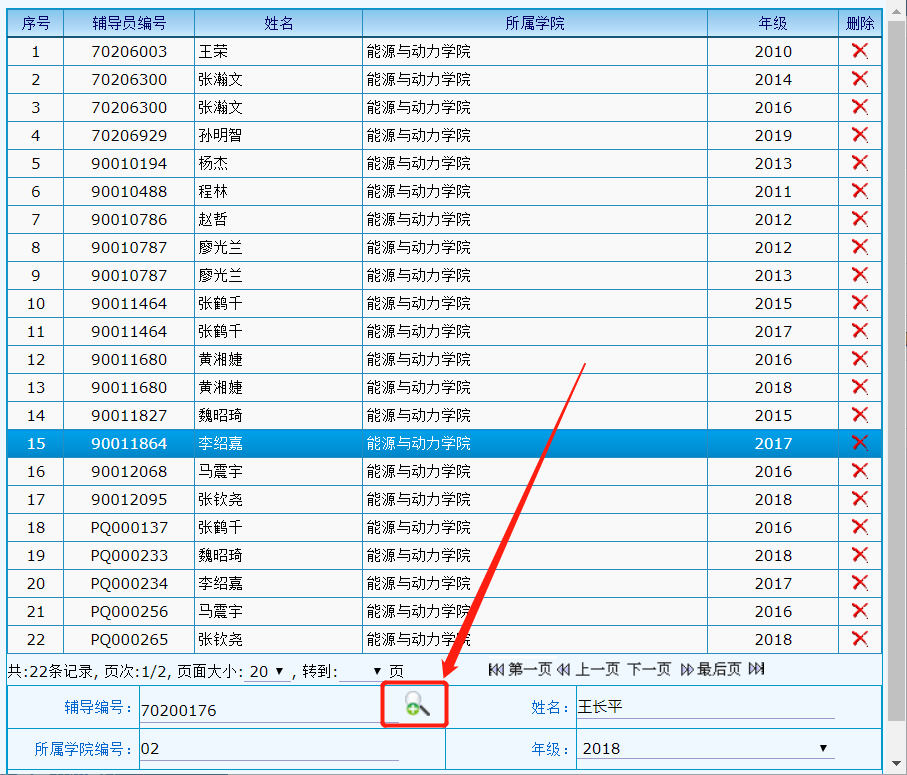 序号 辅导员编号 姓名 所属学院 年级 删除
1 70206003 王荣 能源与动力学院 2010
2 70206300 张瀚文 能源与动力学院 2014
3 70206300 张瀚文 能源与动力学院 2016
4 70206929 孙明智 能源与动力学院 2019
5 90010194 杨杰 能源与动力学院 2013
6 90010488 程林 能源与动力学院 2011
7 90010786 赵哲 能源与动力学院 2012
8 90010787 廖光兰 能源与动力学院 2012
9 90010787 廖光兰 能源与动力学院 2013
10 90011464 张鹤千 能源与动力学院 2015
11 90011464 张鹤千 能源与动力学院 2017
12 90011680 黄湘婕 能源与动力学院 2016
13 90011680 黄湘婕 能源与动力学院 2018
14 90011827 魏昭琦 能源与动力学院 2015
15 90011864 李绍嘉 能源与动力学院 2017
16 90012068 马震宇 能源与动力学院 2016
17 90012095 张钦尧 能源与动力学院 2018
18 PQ000137 张鹤千 能源与动力学院 2016
19 PQ000233 魏昭琦 能源与动力学院 2018
20 PQ000234 李绍嘉 能源与动力学院 2017
21 PQ000256 马震宇 能源与动力学院 2016
22 PQ000265 张钦尧 能源与动力学院 2018
共:22条记录, 页次:1/2, 页面大小: 20 , 转到: 页 第一页 上一页 下一页 最后页
辅导编号: 70200176 姓名: 王长平
所属学院编号: 02 年级: 2018